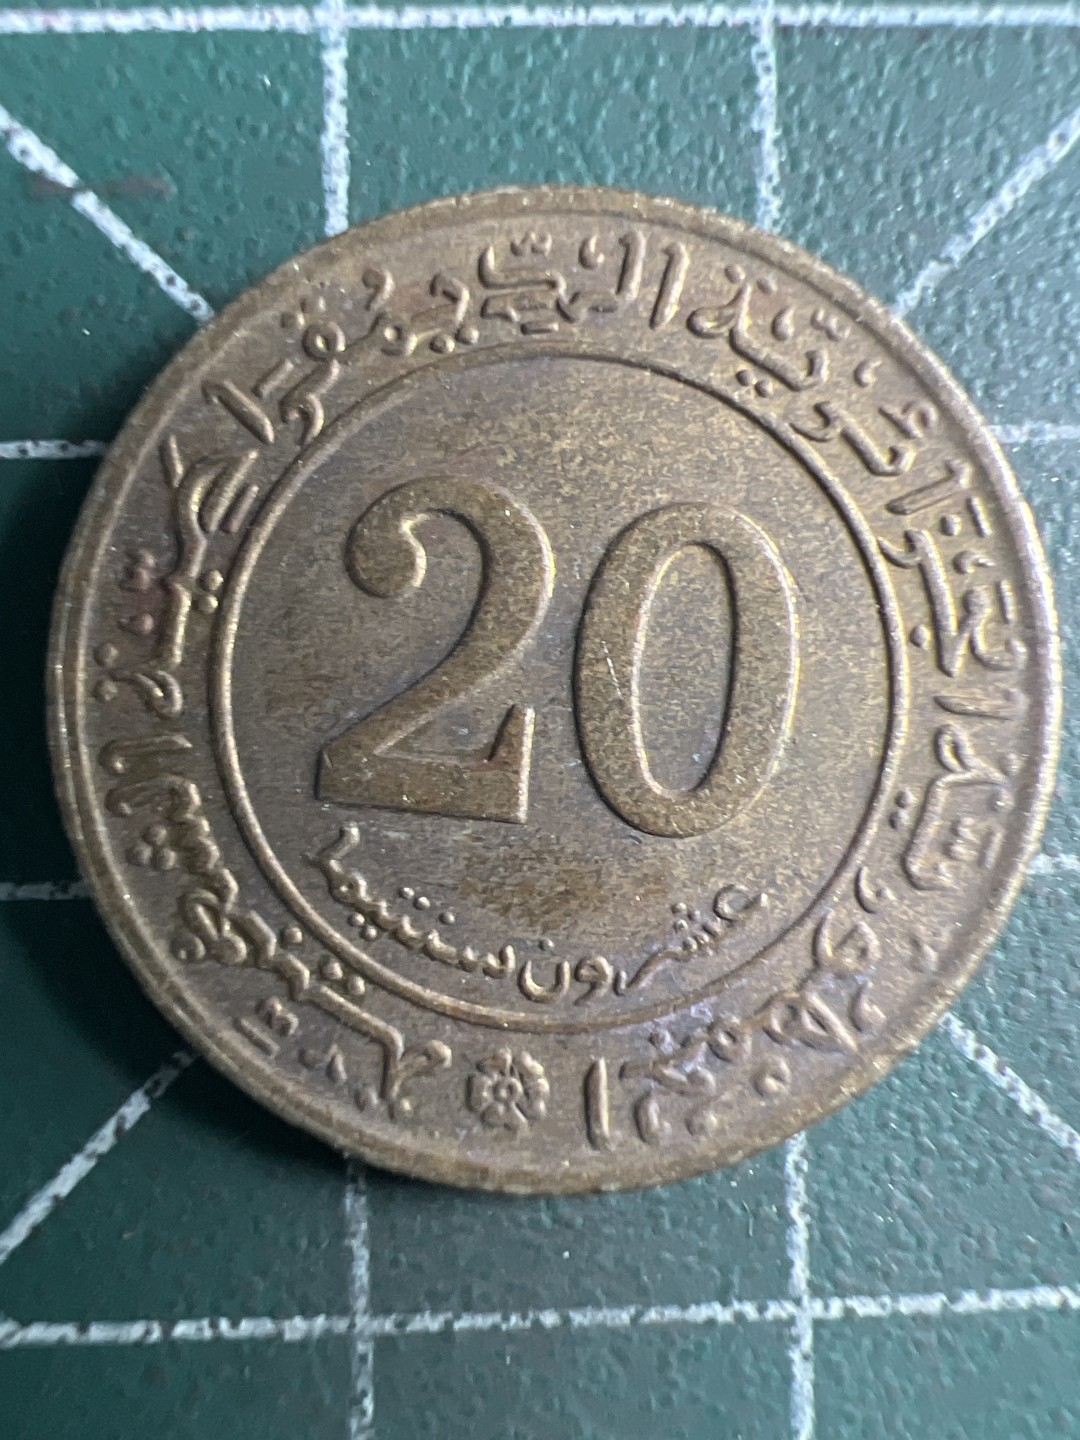 الجمهورية الجزائرية الديمقراطية الشعبية
20
عشرون سنتيما